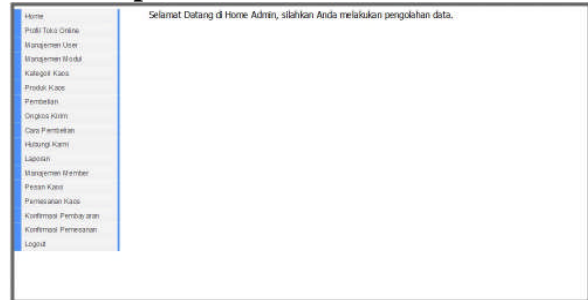 Home
Selamat Datang di Home Admin, silahkan Anda melakukan pengolahan data.
Profil Toko Online
Manajemen User
Manajemen Modul
Kategori Kaos
Produk Kaos
Pembelian
Ongkos Kirim
Cara Pembelian
Hubungi Kami
Laporan
Manajemen Member
Pesan Kaos
Pemesanan Kaos
Konfirmasi Pembayaran
Konfirmasi Pemesanan
Logout